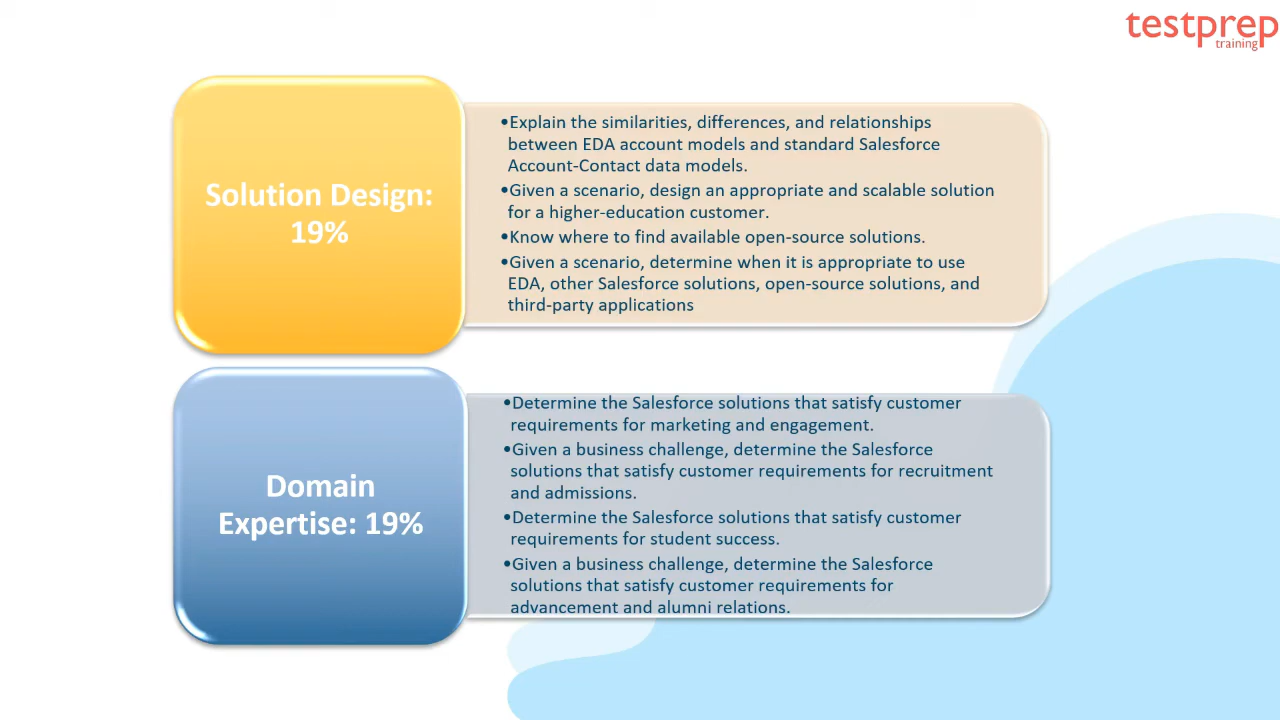 testprep
training
Solution Design:
19%
•Explain the similarities, differences, and relationships
between EDA account models and standard Salesforce
Account-Contact data models.
•Given a scenario, design an appropriate and scalable solution
for a higher-education customer.
•Know where to find available open-source solutions.
•Given a scenario, determine when it is appropriate to use
EDA, other Salesforce solutions, open-source solutions, and
third-party applications
Domain
Expertise: 19%
•Determine the Salesforce solutions that satisfy customer
requirements for marketing and engagement.
•Given a business challenge, determine the Salesforce
solutions that satisfy customer requirements for recruitment
and admissions.
•Determine the Salesforce solutions that satisfy customer
requirements for student success.
•Given a business challenge, determine the Salesforce
solutions that satisfy customer requirements for
advancement and alumni relations.